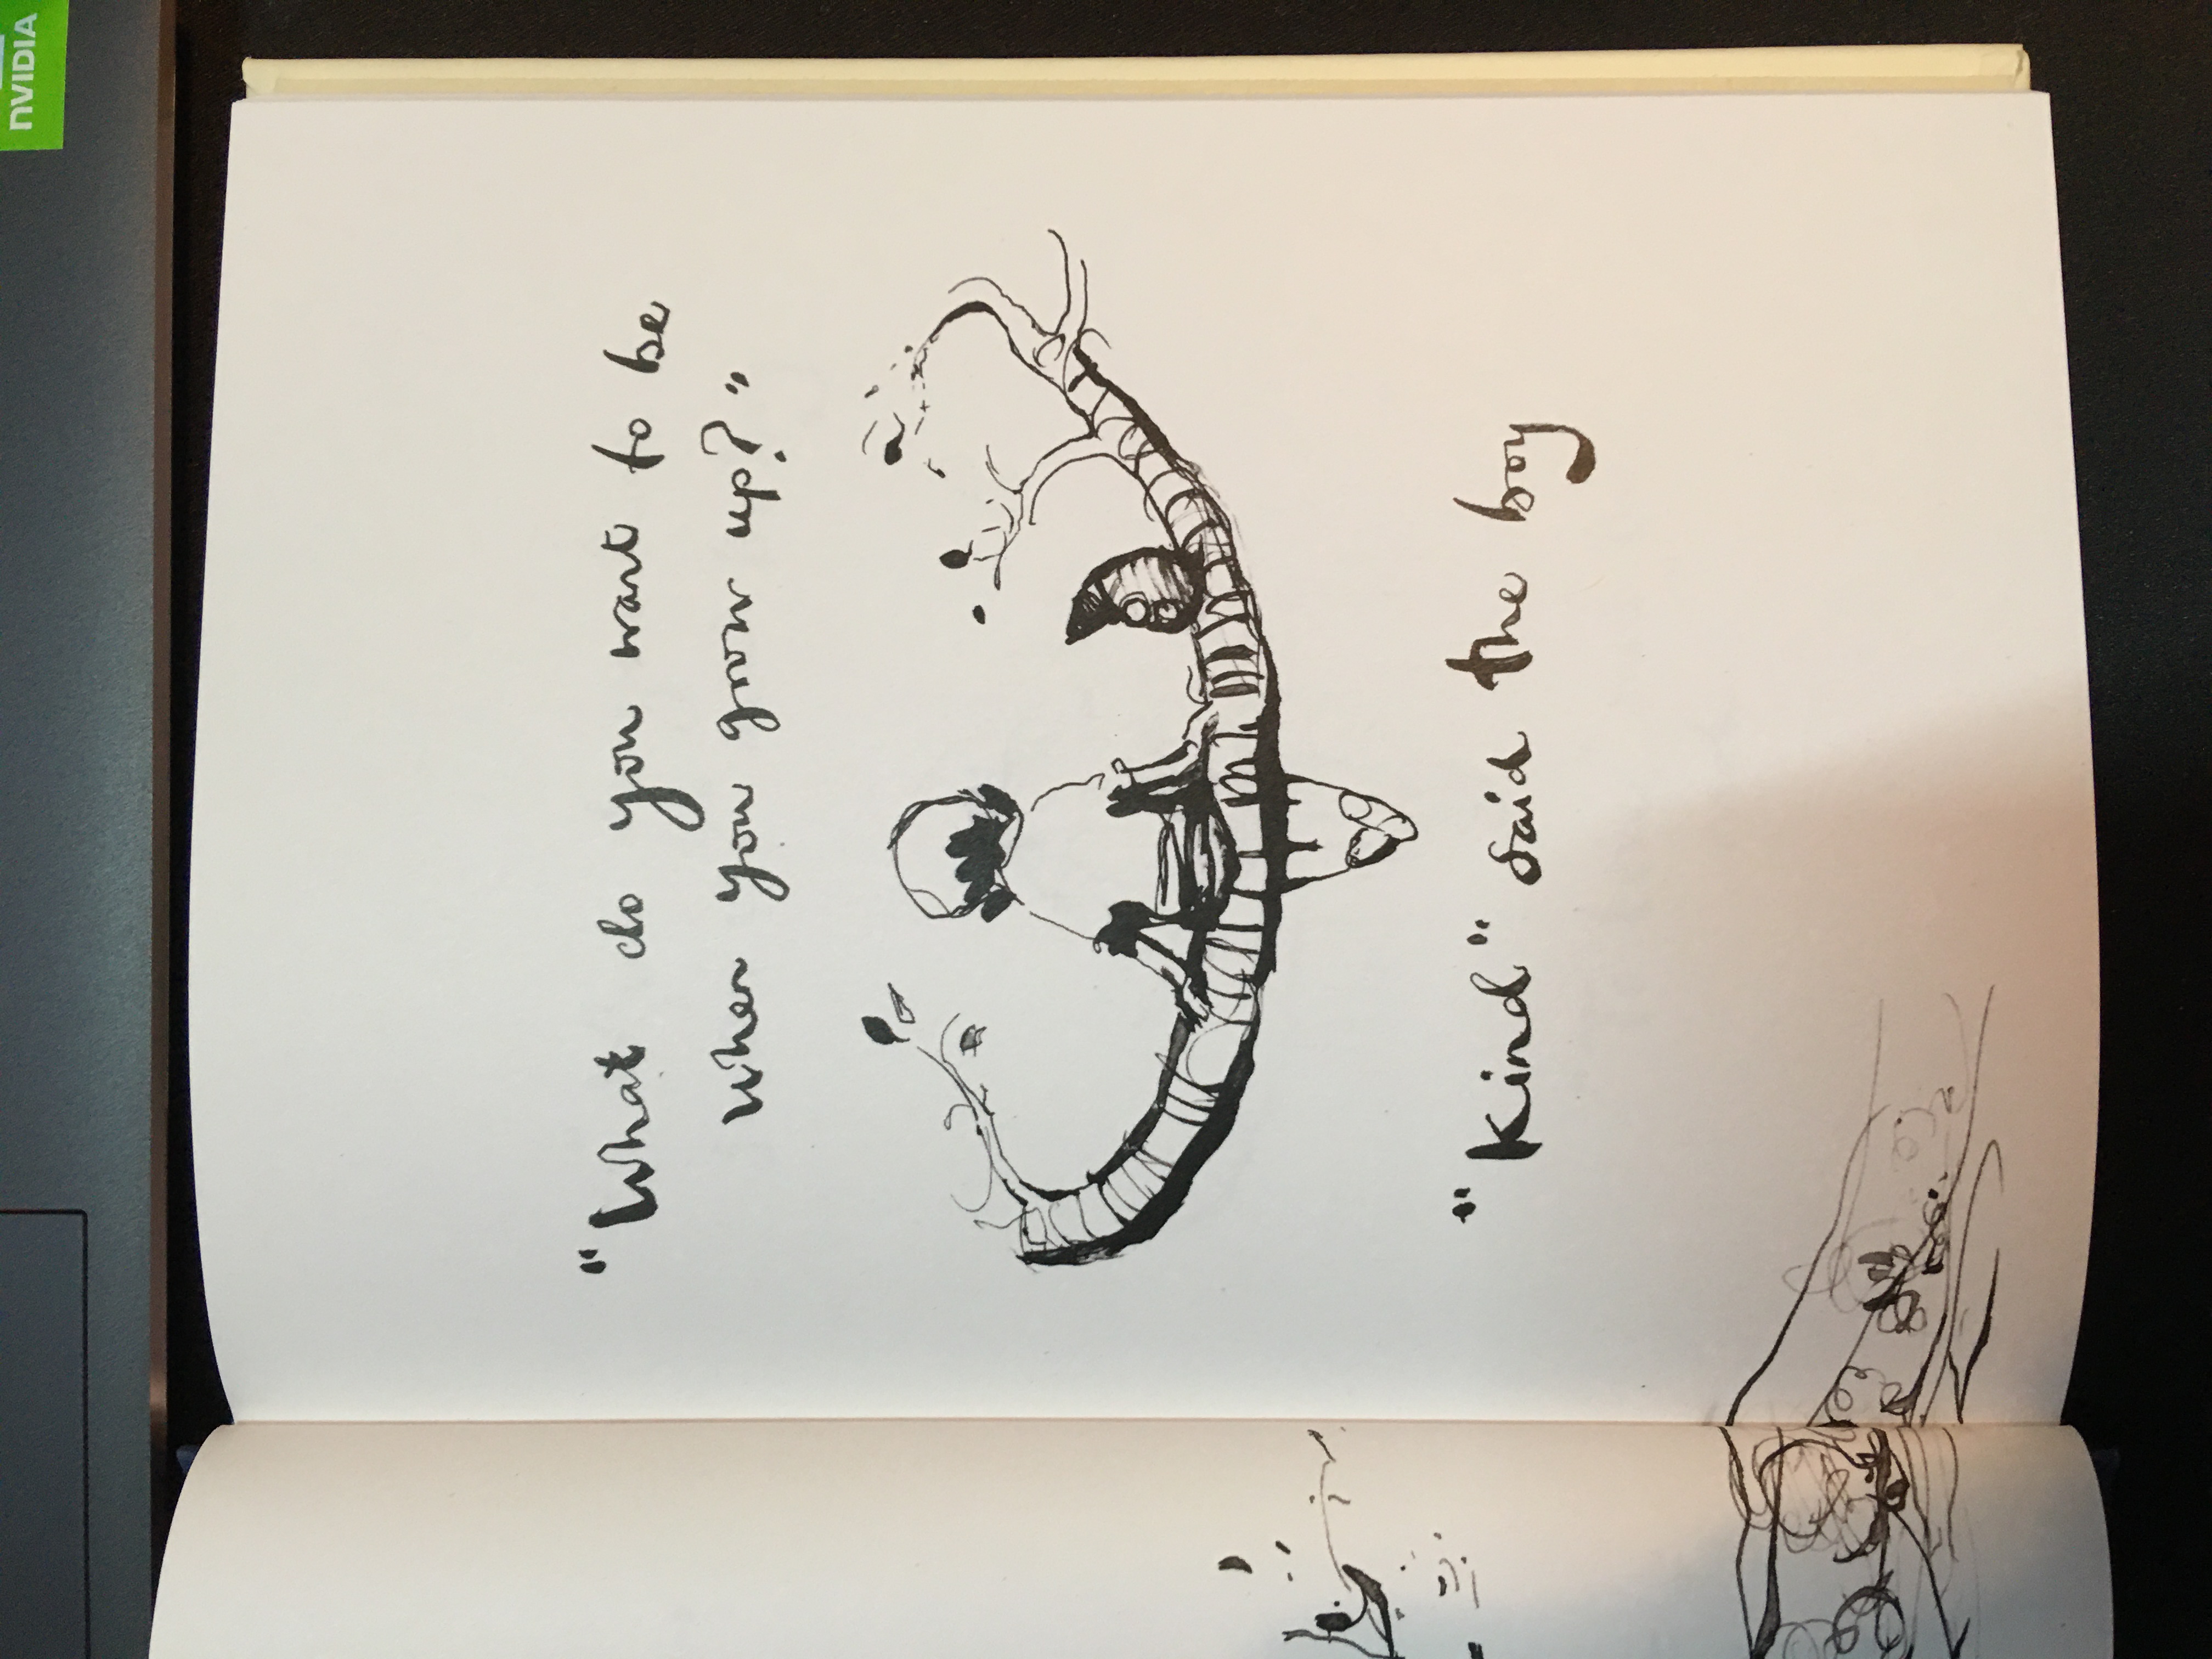 nVIDIA
"What do you want to be
when you grow up?"
"Kind" said the boy